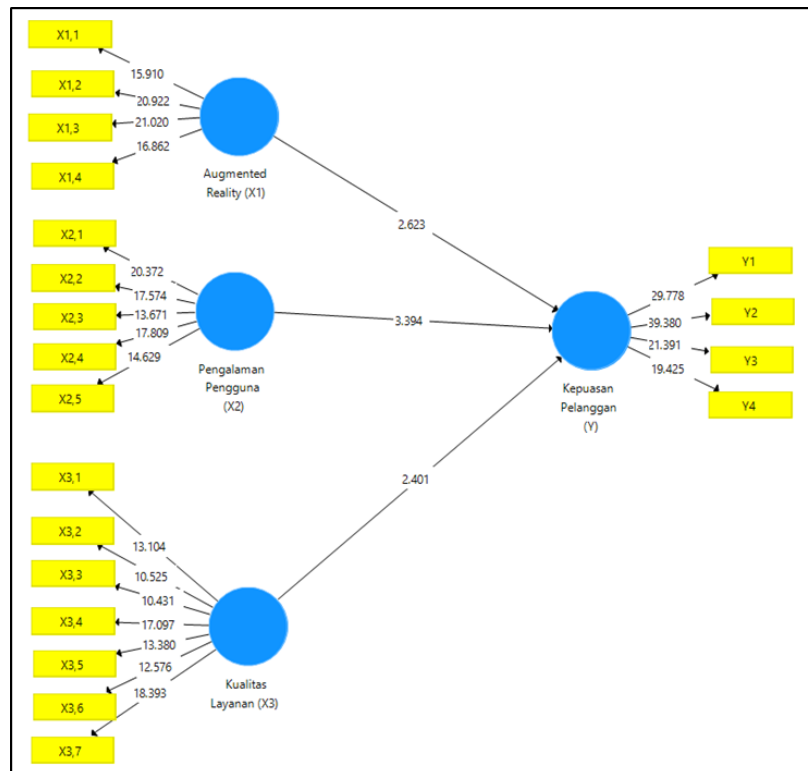 X1,1
15.910
X1,2
20.922
X1,3
21.020
16.862
X1,4
Augmented
Reality (X1)
2.623
X2,1
20.372
X2,2
17.574
X2,3
13.671
X2,4
17.809
14.629
X2,5
Pengalaman
Pengguna
(X2)
3.394
Y1
29.778
Y2
39.380
21.391
Y3
19.425
Y4
Kepuasan
Pelanggan
(Y)
2.401
X3,1
13.104
X3,2
10.525
X3,3
10.431
X3,4
17.097
13.380
X3,5
12.576
X3,6
18.393
X3,7
Kualitas
Layanan (X3)